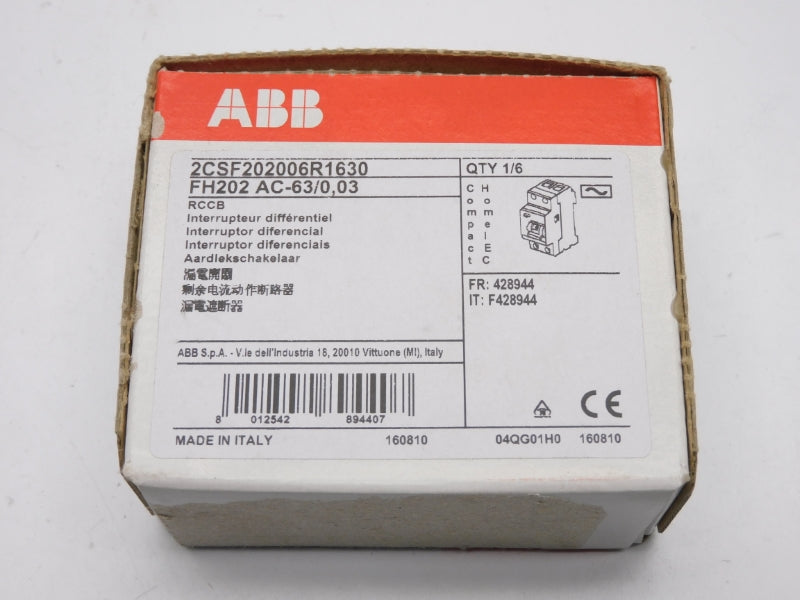 ABB
2CSF202006R1630
FH202 AC-63/0,03
RCCB
Interrupteur différentiel
Interruptor diferencial
Interruptor diferenciais
Aardlekschakelaar
漏電開關
剩余电流动作断路器
漏電遮断器
QTY 1/6
Compact
Home IEC
FR: 428944
IT: F428944
ABB S.p.A. - V.le dell'Industria 18, 20010 Vittuone (MI), Italy
8 012542 894407
CE
MADE IN ITALY 160810 04QG01H0 160810